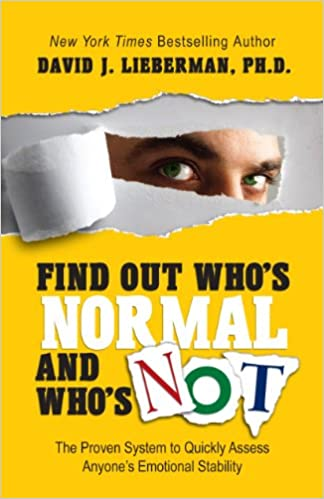 New York Times Bestselling Author
DAVID J. LIEBERMAN, PH.D.
FIND OUT WHO'S
NORMAL
AND
WHO'S NOT
The Proven System to Quickly Assess
Anyone's Emotional Stability